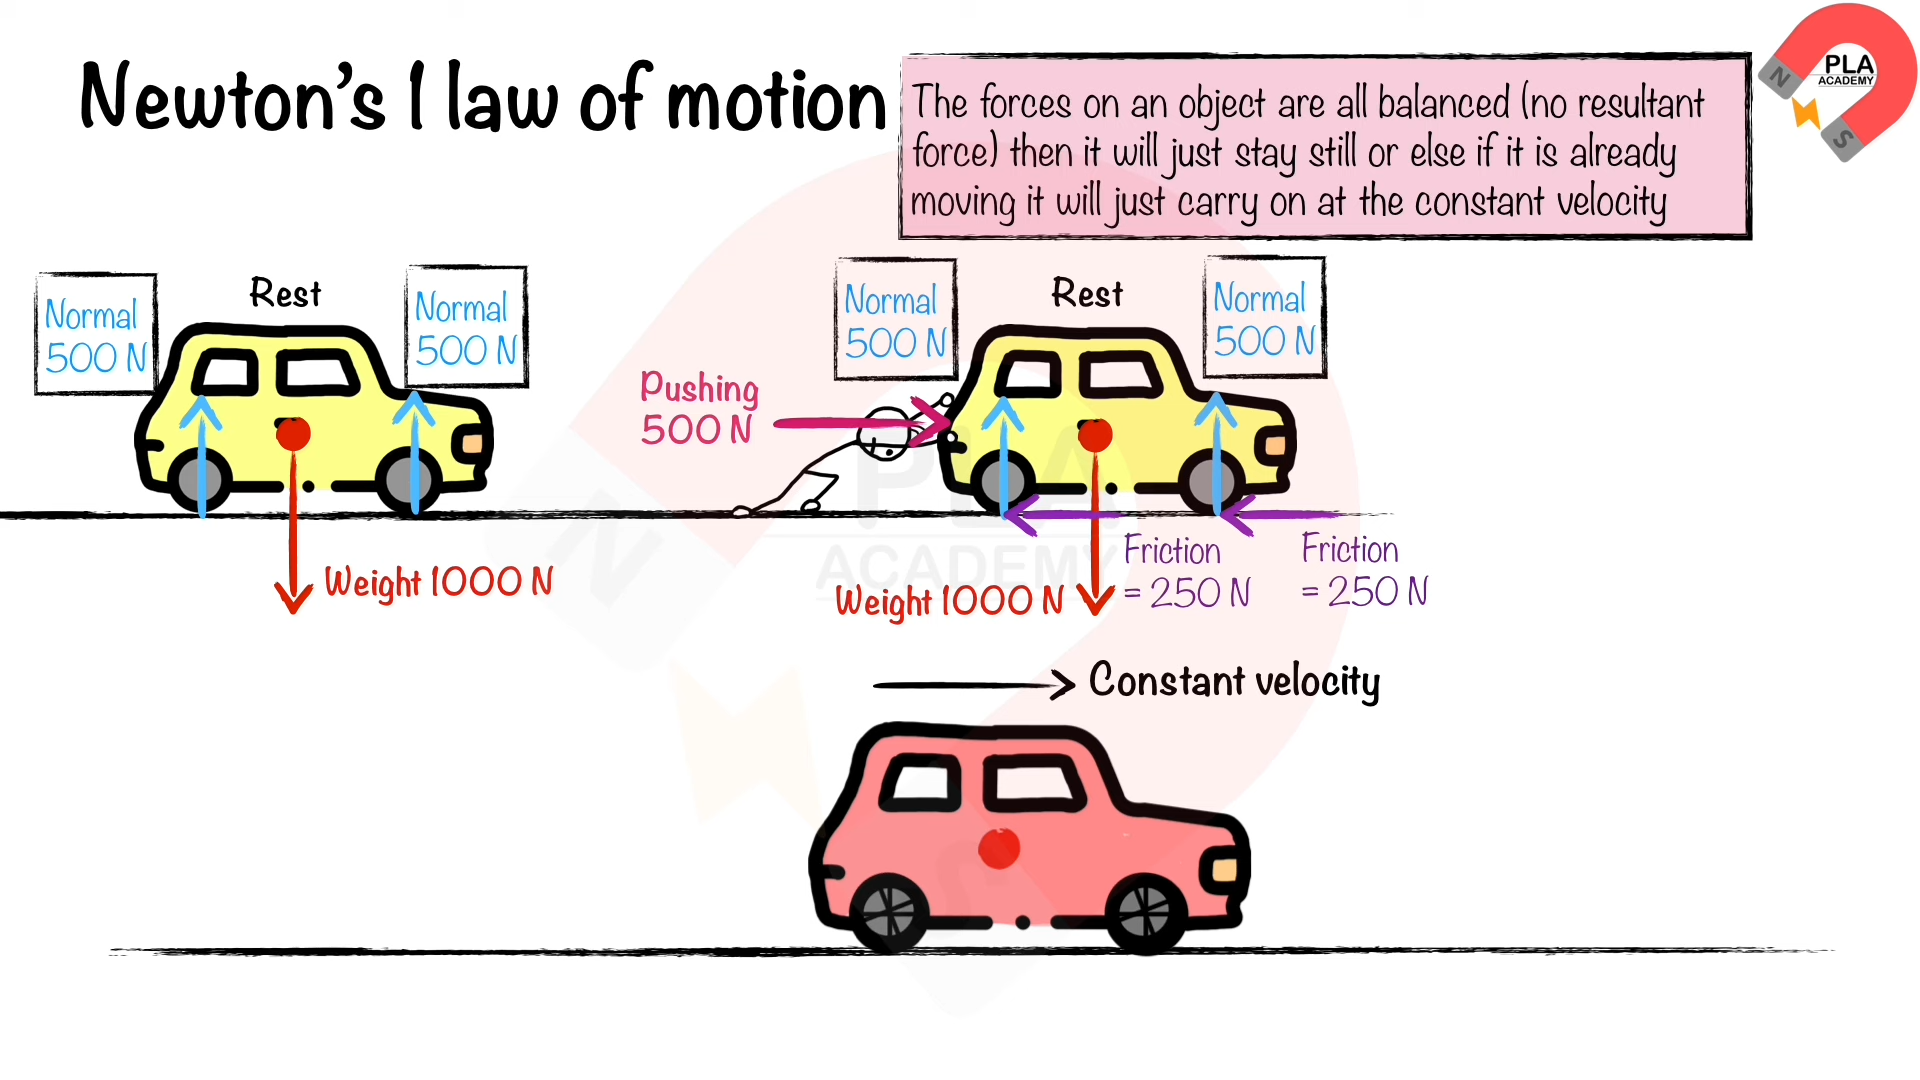 Newton's 1 law of motion
The forces on an object are all balanced (no resultant
force) then it will just stay still or else if it is already
moving it will just carry on at the constant velocity
N
PLA
ACADEMY
S
Normal
500 N
Rest
Normal
500 N
Weight 1000 N
Pushing
500 N
Normal
500 N
Rest
Normal
500 N
Weight 1000 N
Friction
= 250 N
Friction
= 250 N
Constant velocity
N
PLA
ACADEMY
S